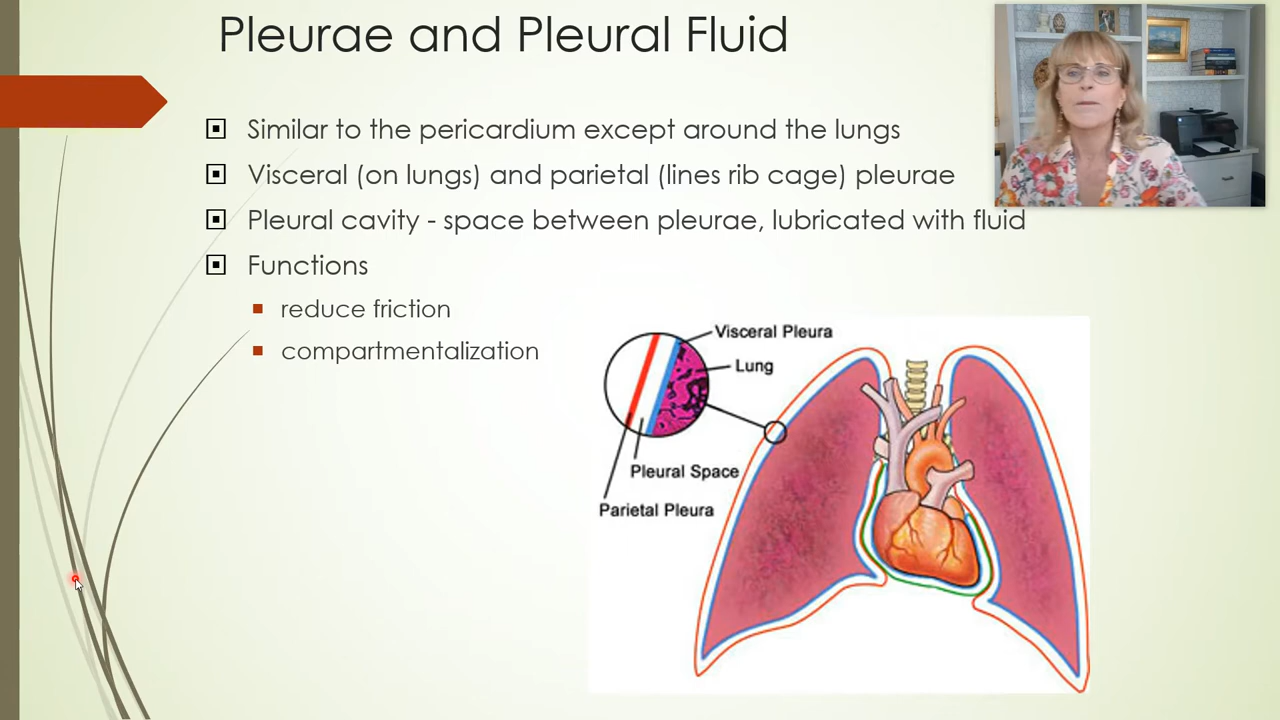 Pleurae and Pleural Fluid
Similar to the pericardium except around the lungs
Visceral (on lungs) and parietal (lines rib cage) pleurae
Pleural cavity - space between pleurae, lubricated with fluid
Functions
reduce friction
compartmentalization
Visceral Pleura
Lung
Pleural Space
Parietal Pleura